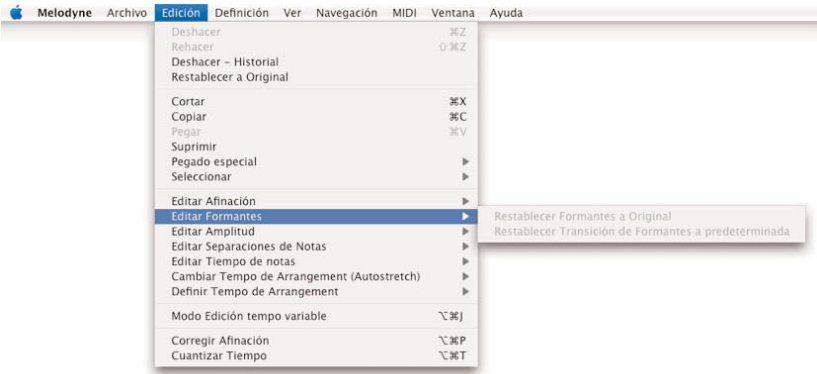 Melodyne Archivo Edición Definición Ver Navegación MIDI Ventana Ayuda
Deshacer ⌘Z
Rehacer ⇧⌘Z
Deshacer – Historial
Restablecer a Original
Cortar ⌘X
Copiar ⌘C
Pegar ⌘V
Suprimir
Pegado especial
Seleccionar
Editar Afinación
Editar Formantes
Restablecer Formantes a Original
Editar Amplitud
Restablecer Transición de Formantes a predeterminada
Editar Separaciones de Notas
Editar Tiempo de notas
Cambiar Tempo de Arrangement (Autostretch)
Definir Tempo de Arrangement
Modo Edición tempo variable ⌥⌘J
Corregir Afinación ⌥⌘P
Cuantizar Tiempo ⌥⌘T